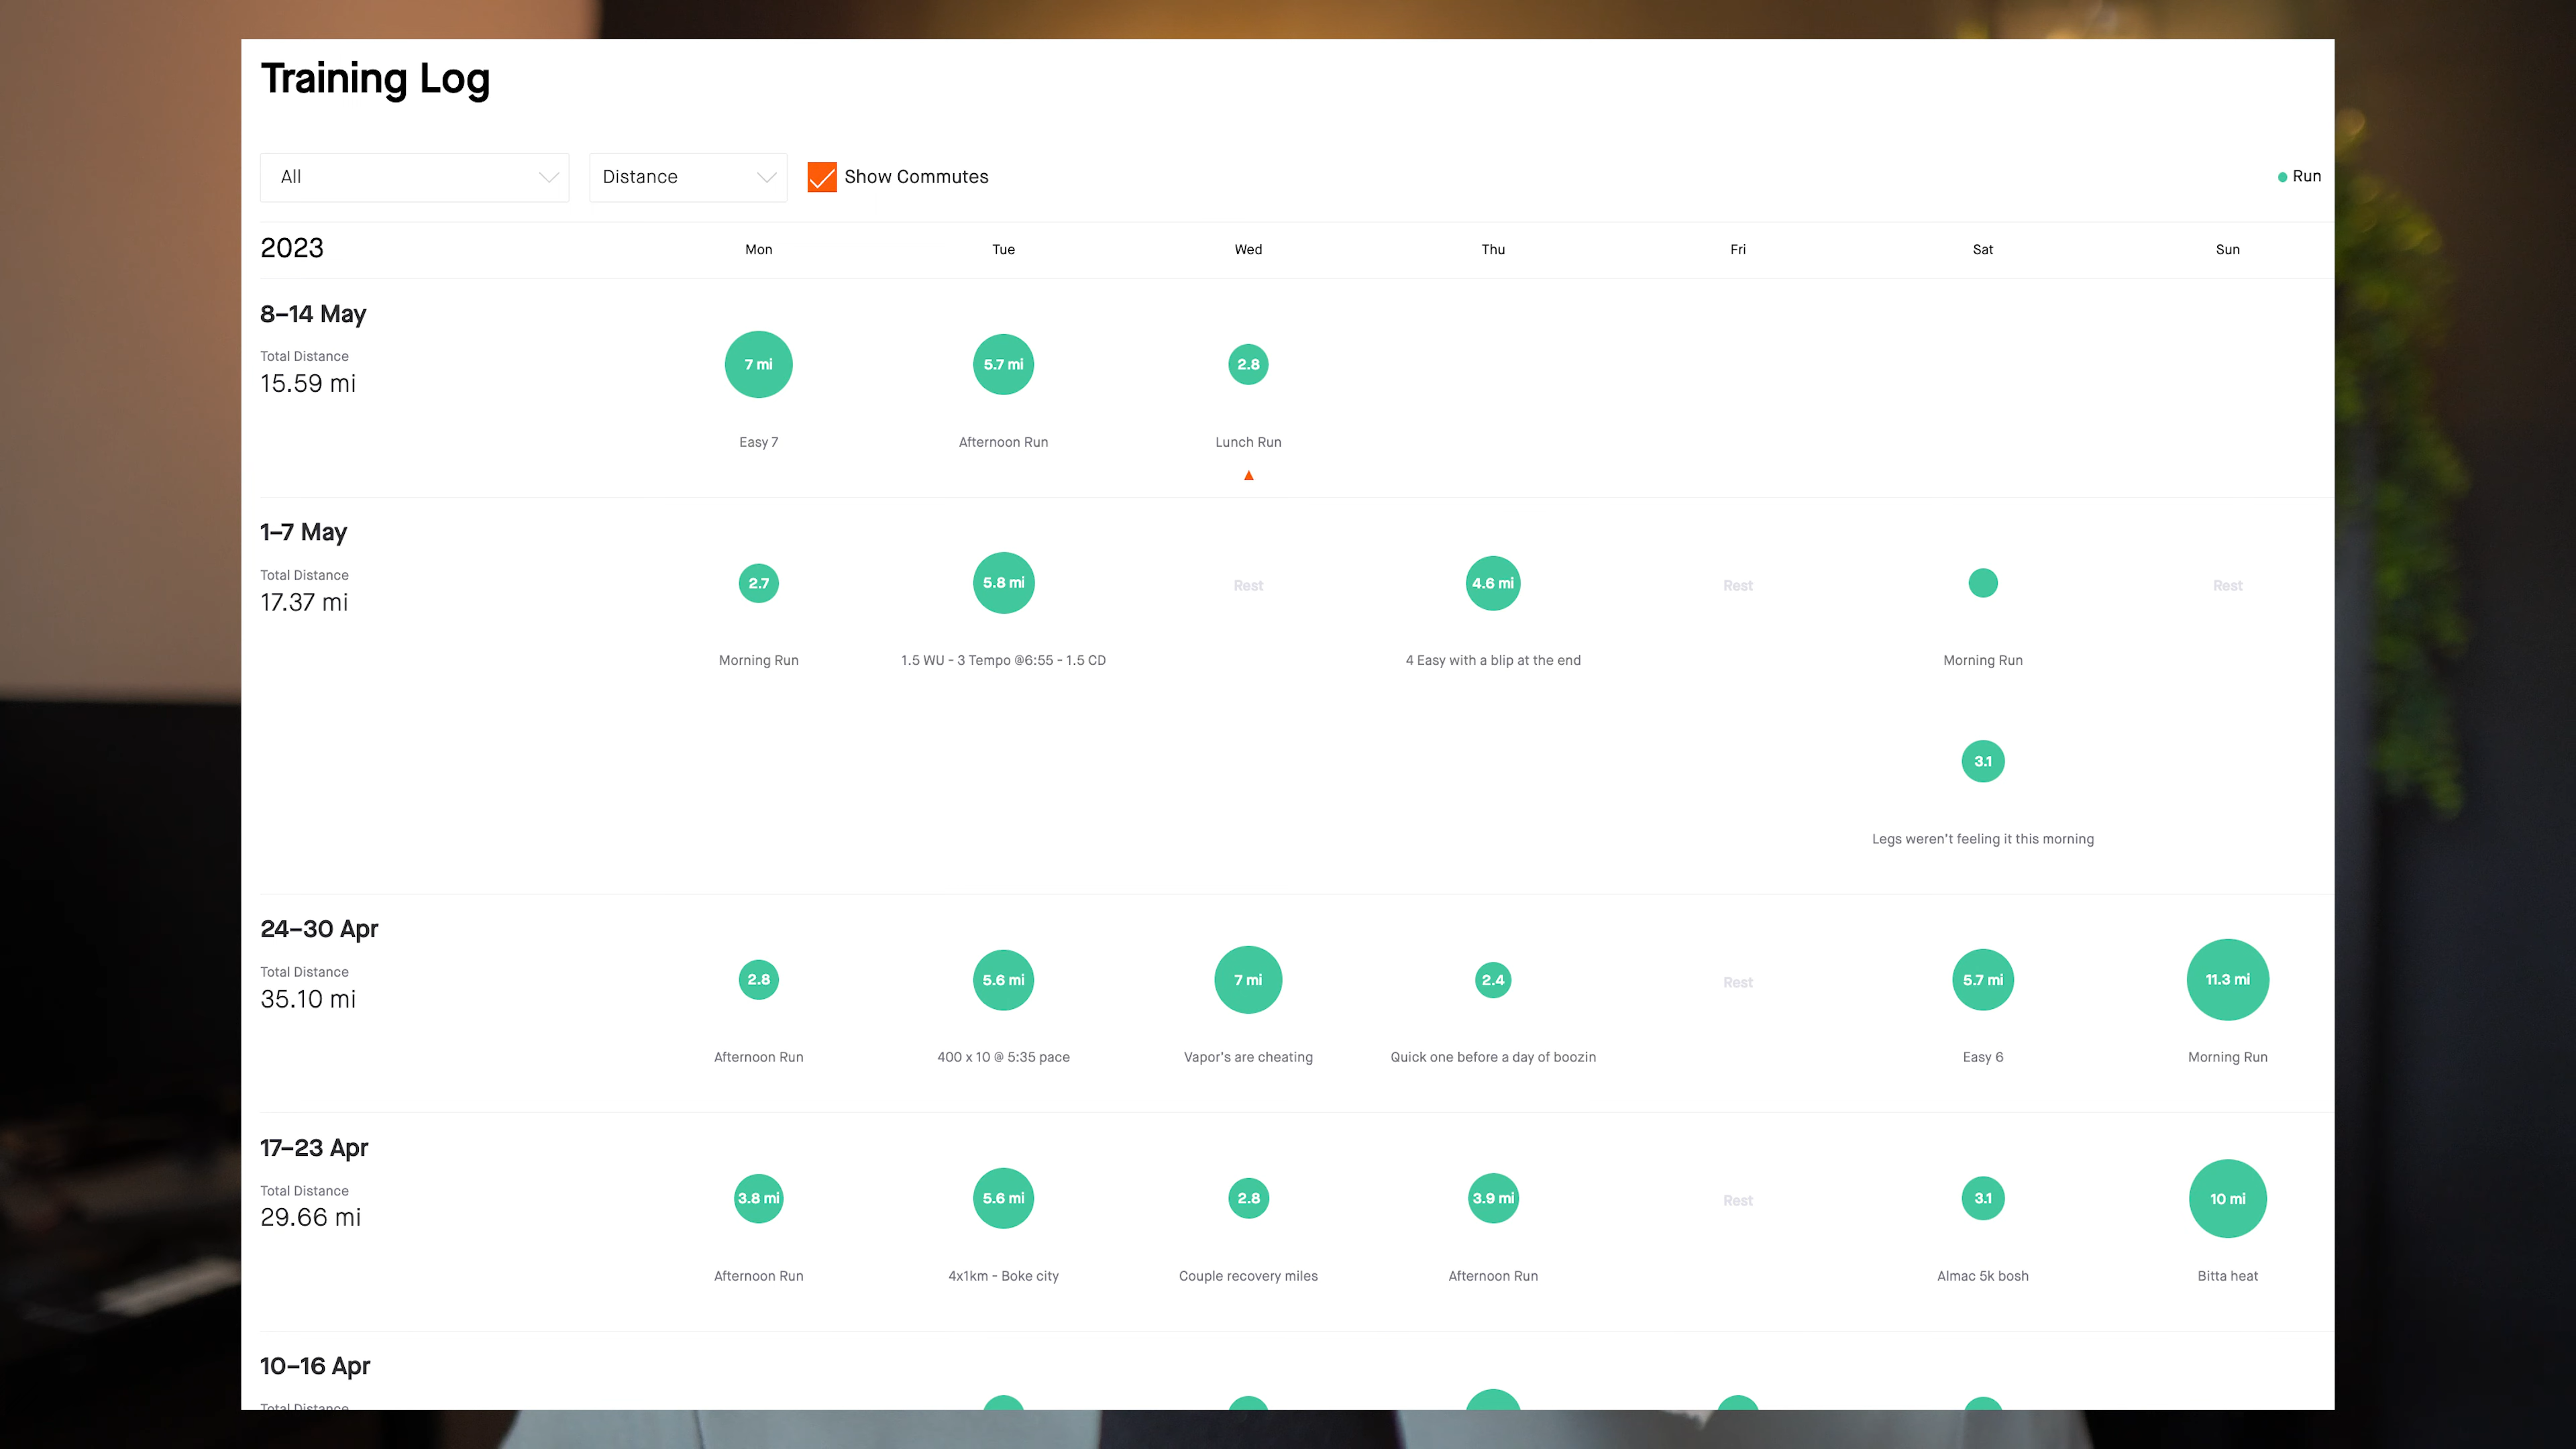 Training Log
All
Distance
Show Commutes
Run
2023
Mon
Tue
Wed
Thu
Fri
Sat
Sun
8–14 May
Total Distance
15.59 mi
7 mi
5.7 mi
2.8
Easy 7
Afternoon Run
Lunch Run
1–7 May
Total Distance
17.37 mi
2.7
5.8 mi
Rest
4.6 mi
Rest
Rest
Morning Run
1.5 WU - 3 Tempo @6:55 - 1.5 CD
4 Easy with a blip at the end
Morning Run
3.1
Legs weren't feeling it this morning
24–30 Apr
Total Distance
35.10 mi
2.8
5.6 mi
7 mi
2.4
Rest
5.7 mi
11.3 mi
Afternoon Run
400 x 10 @ 5:35 pace
Vapor's are cheating
Quick one before a day of boozin
Easy 6
Morning Run
17–23 Apr
Total Distance
29.66 mi
3.8 mi
5.6 mi
2.8
3.9 mi
Rest
3.1
10 mi
Afternoon Run
4x1km - Boke city
Couple recovery miles
Afternoon Run
Almac 5k bosh
Bitta heat
10–16 Apr
Total Distance